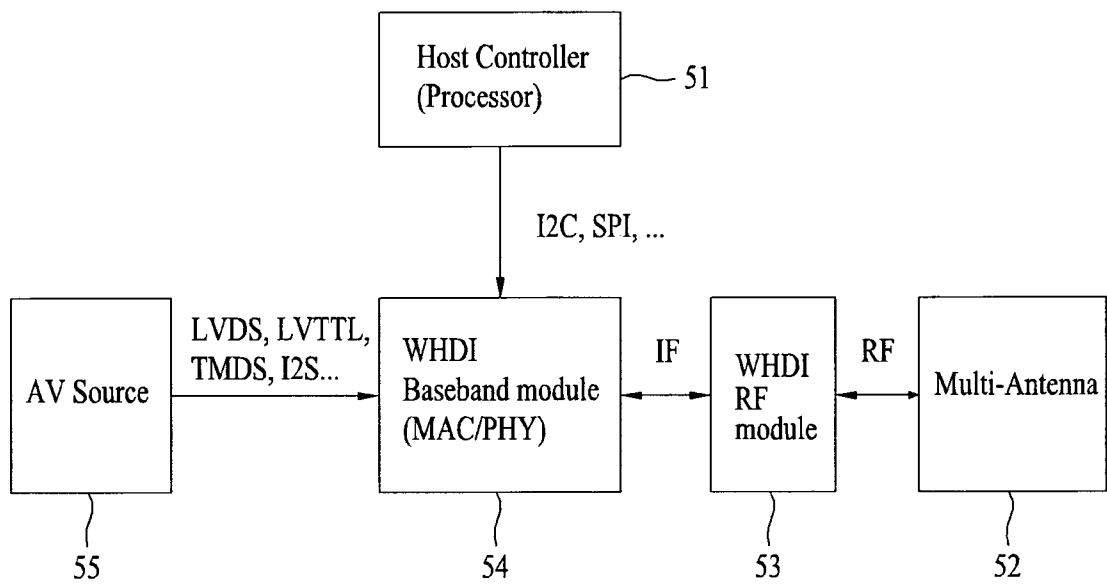 Host Controller
(Processor)
51
I2C, SPI, ...
LVDS, LVTTL,
TMDS, I2S...
AV Source
WHDI
Baseband module
(MAC/PHY)
IF
WHDI
RF
module
RF
Multi-Antenna
55
54
53
52